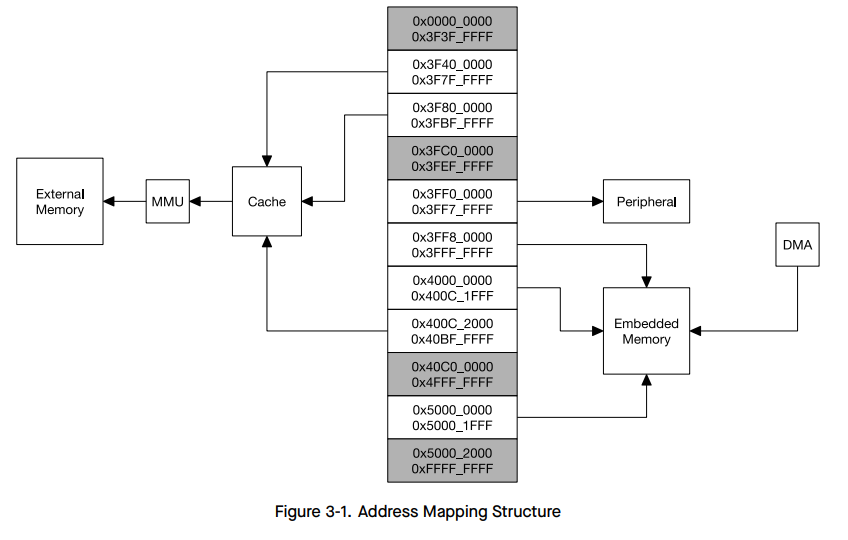 0x0000_0000
0x3F3F_FFFF
0x3F40_0000
0x3F7F_FFFF
0x3F80_0000
0x3FBF_FFFF
0x3FC0_0000
0x3FEF_FFFF
External
Memory
MMU
Cache
0x3FF0_0000
0x3FF7_FFFF
Peripheral
0x3FF8_0000
0x3FFF_FFFF
DMA
0x4000_0000
0x400C_1FFF
0x400C_2000
0x40BF_FFFF
Embedded
Memory
0x40C0_0000
0x4FFF_FFFF
0x5000_0000
0x5000_1FFF
0x5000_2000
0xFFFF_FFFF
Figure 3-1. Address Mapping Structure